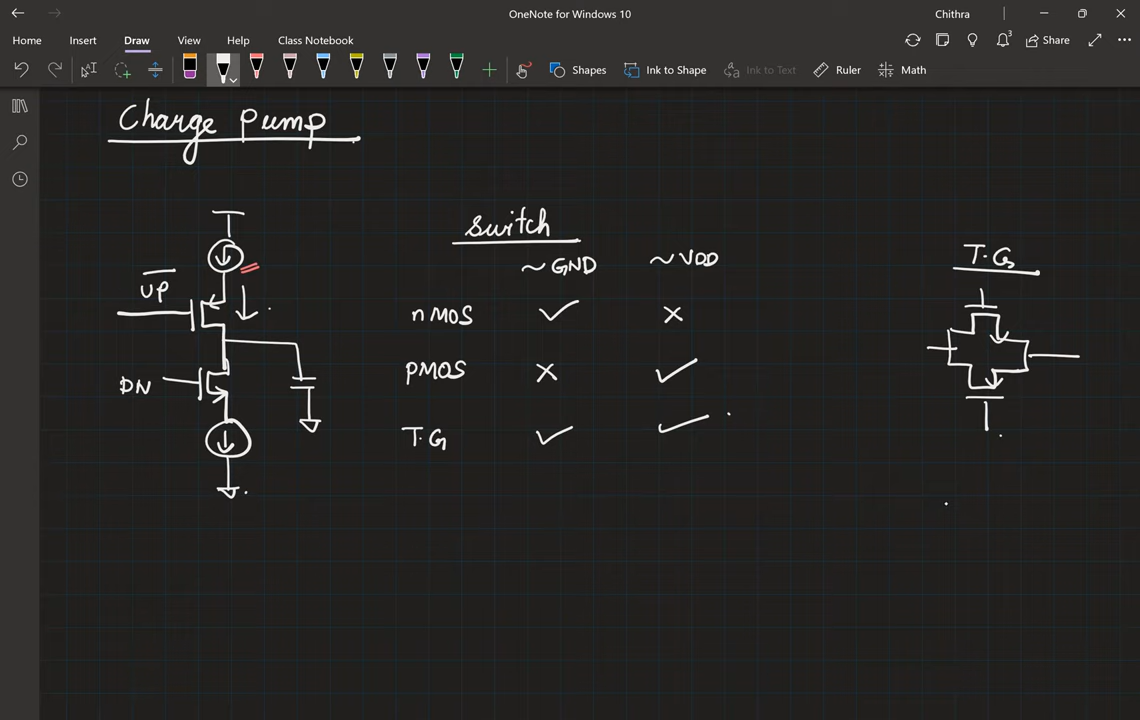 OneNote for Windows 10
Chithra
Home Insert Draw View Help Class Notebook
3
Share
Shapes Ink to Shape Ink to Text Ruler Math
Charge Pump
switch
~ GND ~ VDD
T.G
UP
nMOS ✓ ×
PMOS × ✓
DN
T.G ✓ ✓